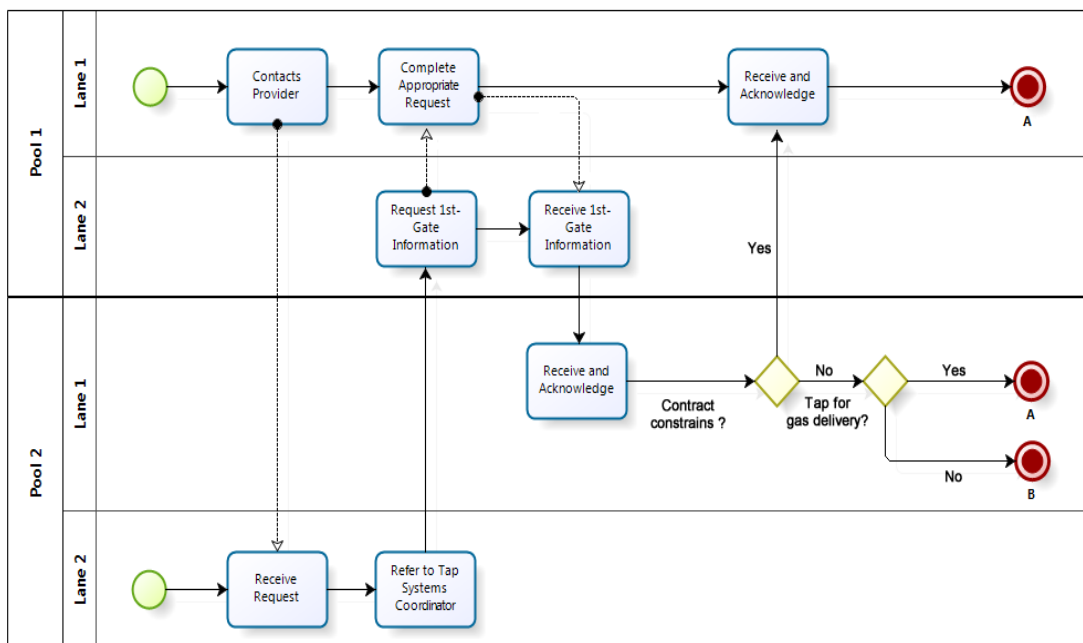 Pool 1
Lane 1
Contacts
Provider
Complete
Appropriate
Request
Receive and
Acknowledge
A
Lane 2
Request 1st-
Gate
Information
Receive 1st-
Gate
Information
Yes
Pool 2
Lane 1
Receive and
Acknowledge
Contract
constrains ?
No
Tap for
gas delivery?
Yes
A
No
B
Lane 2
Receive
Request
Refer to Tap
Systems
Coordinator